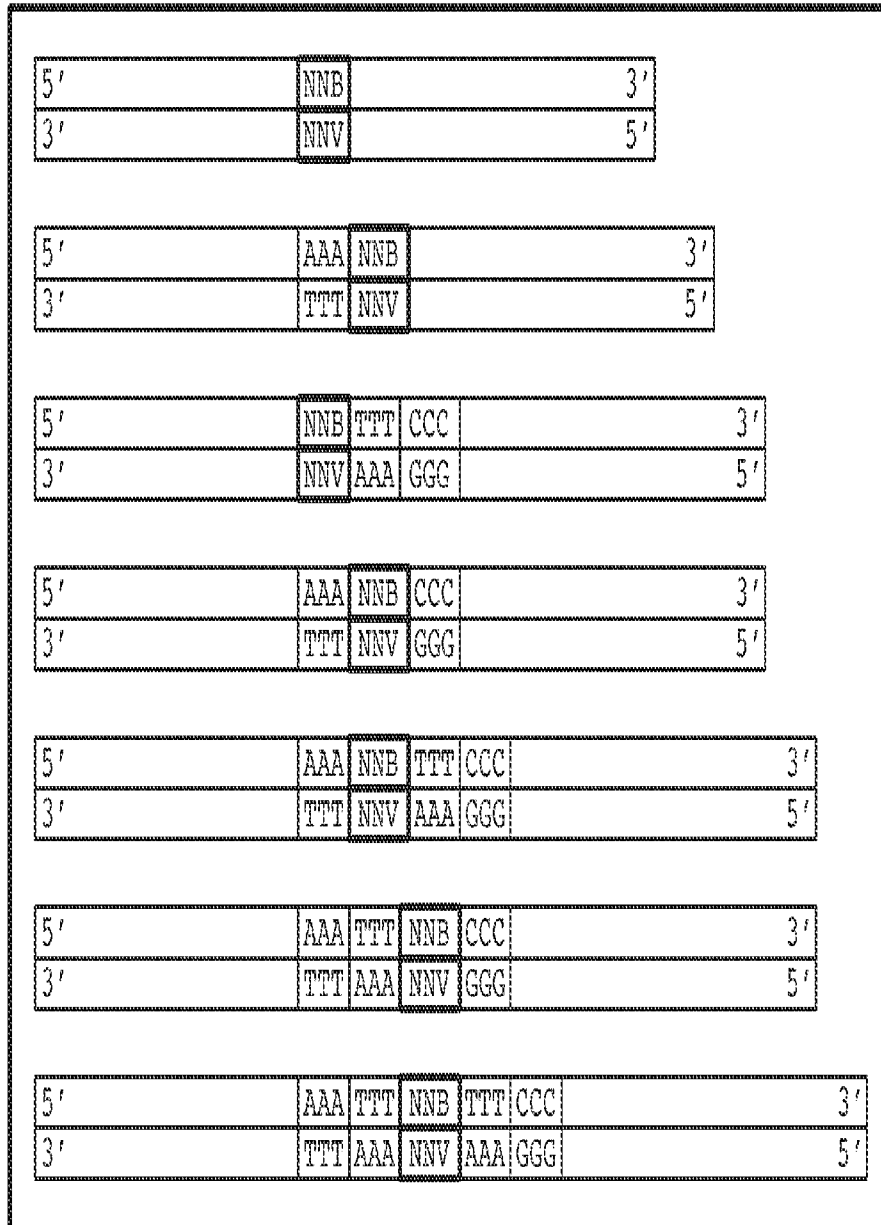 5' NNB 3'
3' NNV 5'
5' AAA NNB 3'
3' TTT NNV 5'
5' NNB TTT CCC 3'
3' NNV AAA GGG 5'
5' AAA NNB CCC 3'
3' TTT NNV GGG 5'
5' AAA NNB TTT CCC 3'
3' TTT NNV AAA GGG 5'
5' AAA TTT NNB CCC 3'
3' TTT AAA NNV GGG 5'
5' AAA TTT NNB TTT CCC 3'
3' TTT AAA NNV AAA GGG 5'